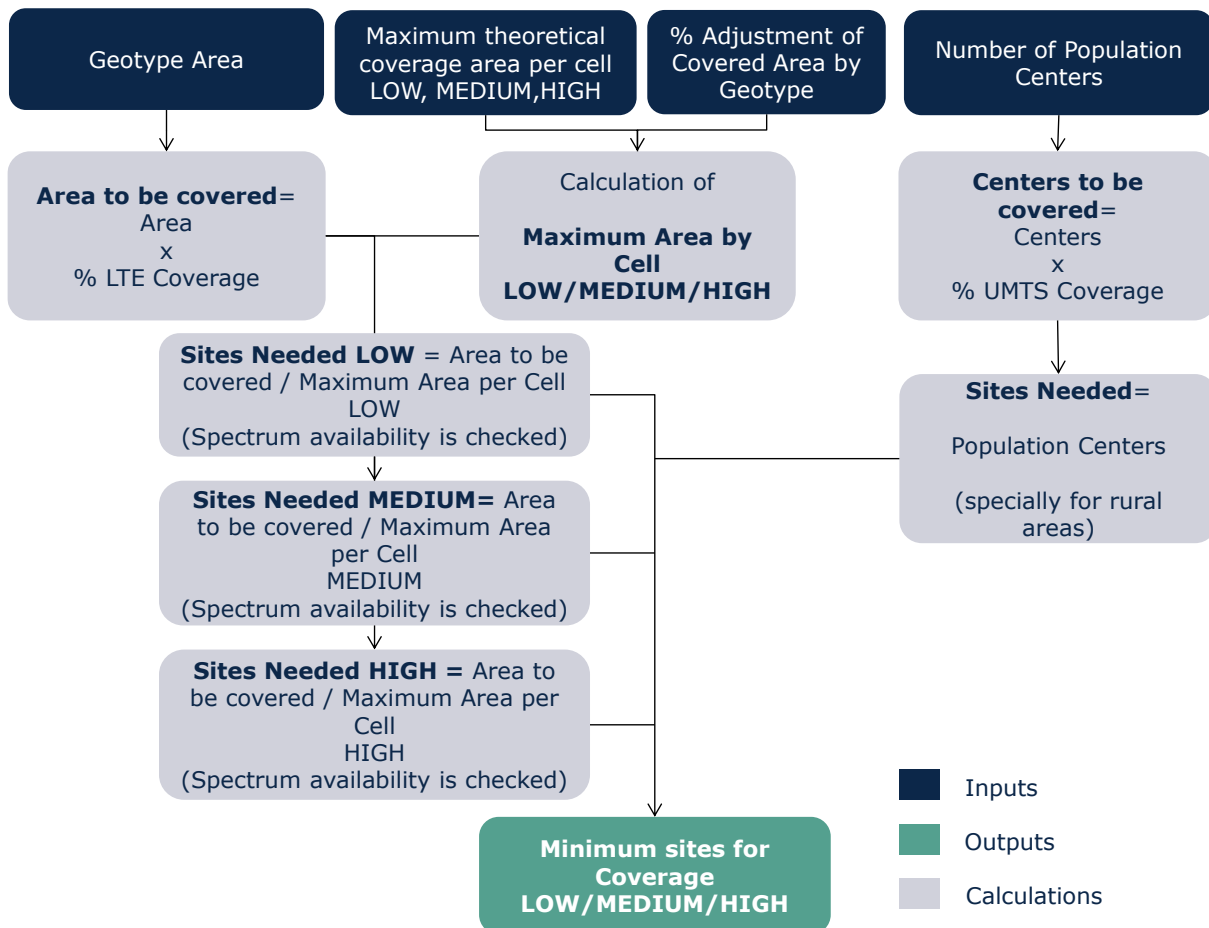 Geotype Area
Maximum theoretical
coverage area per cell
LOW, MEDIUM,HIGH
% Adjustment of
Covered Area by
Geotype
Number of Population
Centers
Area to be covered=
Area
x
% LTE Coverage
Calculation of
Maximum Area by
Cell
LOW/MEDIUM/HIGH
Centers to be
covered=
Centers
x
% UMTS Coverage
Sites Needed LOW = Area to be
covered / Maximum Area per Cell
LOW
(Spectrum availability is checked)
Sites Needed=
Population Centers
(specially for rural
areas)
Sites Needed MEDIUM= Area
to be covered / Maximum Area
per Cell
MEDIUM
(Spectrum availability is checked)
Sites Needed HIGH = Area to
be covered / Maximum Area per
Cell
HIGH
(Spectrum availability is checked)
Minimum sites for
Coverage
LOW/MEDIUM/HIGH
Inputs
Outputs
Calculations